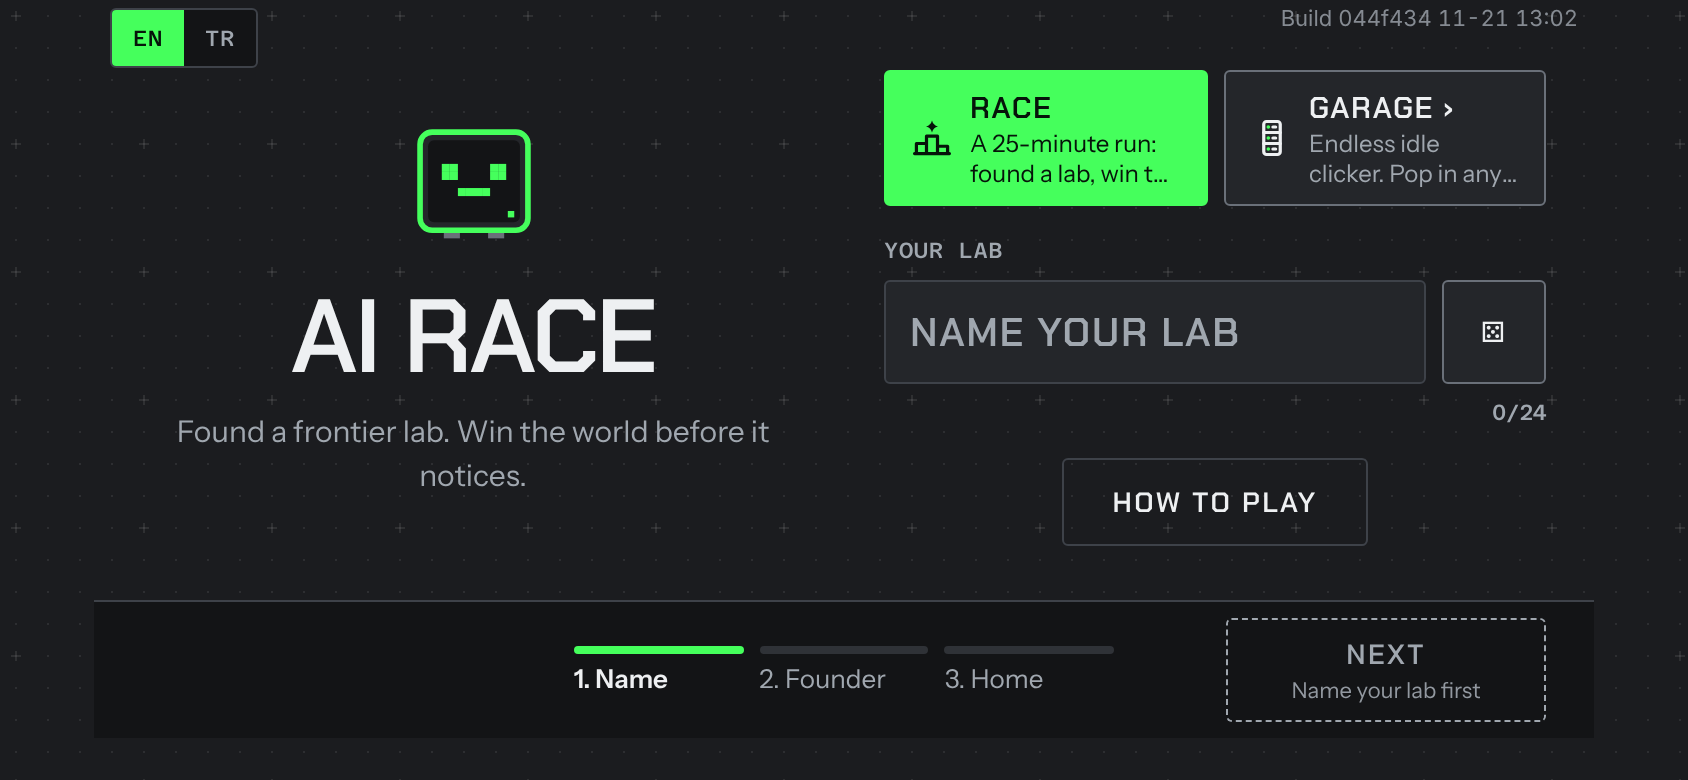 EN
TR
Build 044f434 11-21 13:02
AI RACE
Found a frontier lab. Win the world before it
notices.
RACE
A 25-minute run:
found a lab, win t...
GARAGE ›
Endless idle
clicker. Pop in any...
YOUR LAB
NAME YOUR LAB
0/24
HOW TO PLAY
1. Name
2. Founder
3. Home
NEXT
Name your lab first